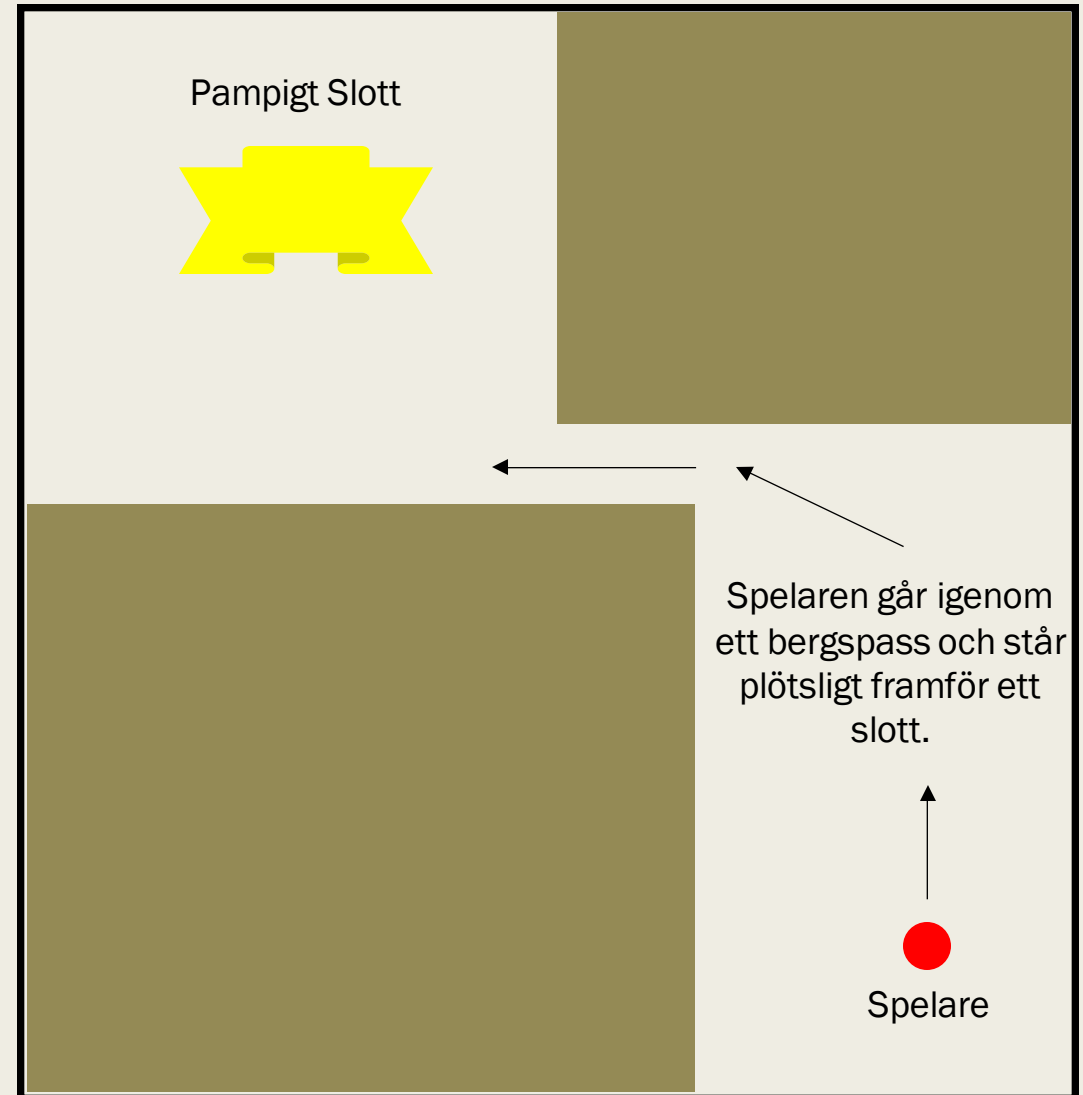 Pampigt Slott
Spelaren går igenom
ett bergspass och står
plötsligt framför ett
slott.
Spelare